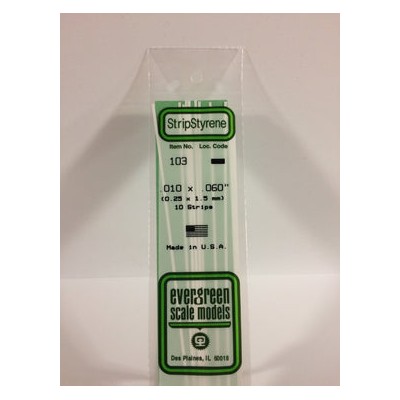 StripStyrene
Item No. Loc. Code
103
.010 x .060"
(0.25 x 1.5 mm)
10 Strips
Made in U.S.A.
evergreen
scale models
Des Plaines, IL 60018